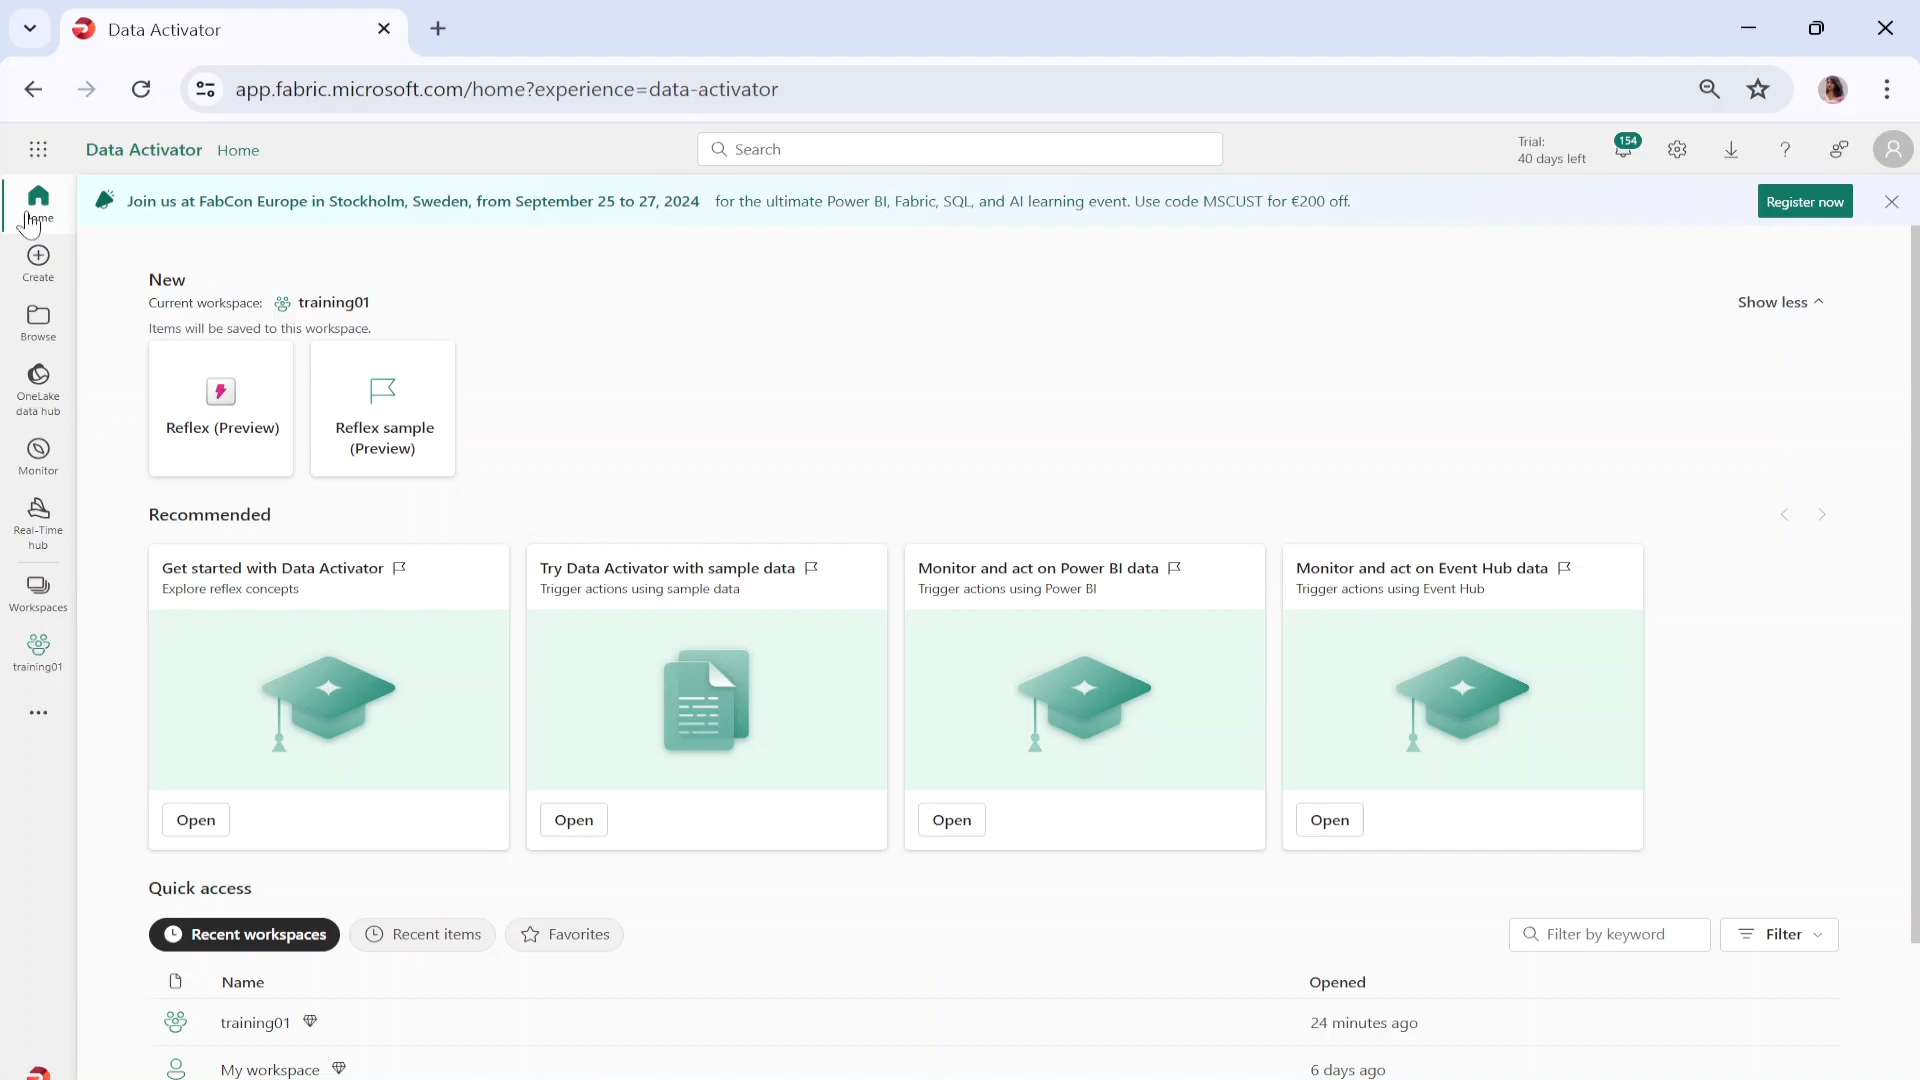 Data Activator
app.fabric.microsoft.com/home?experience=data-activator
Data Activator Home
Search
Trial:
40 days left
154
Join us at FabCon Europe in Stockholm, Sweden, from September 25 to 27, 2024 for the ultimate Power BI, Fabric, SQL, and AI learning event. Use code MSCUST for €200 off.
Register now
Create
Browse
OneLake
data hub
Monitor
Real-Time
hub
Workspaces
training01
New
Current workspace: training01
Items will be saved to this workspace.
Show less
Reflex (Preview)
Reflex sample
(Preview)
Recommended
Get started with Data Activator
Explore reflex concepts
Open
Try Data Activator with sample data
Trigger actions using sample data
Open
Monitor and act on Power BI data
Trigger actions using Power BI
Open
Monitor and act on Event Hub data
Trigger actions using Event Hub
Open
Quick access
Recent workspaces
Recent items
Favorites
Filter by keyword
Filter
Name Opened
training01 24 minutes ago
My workspace 6 days ago